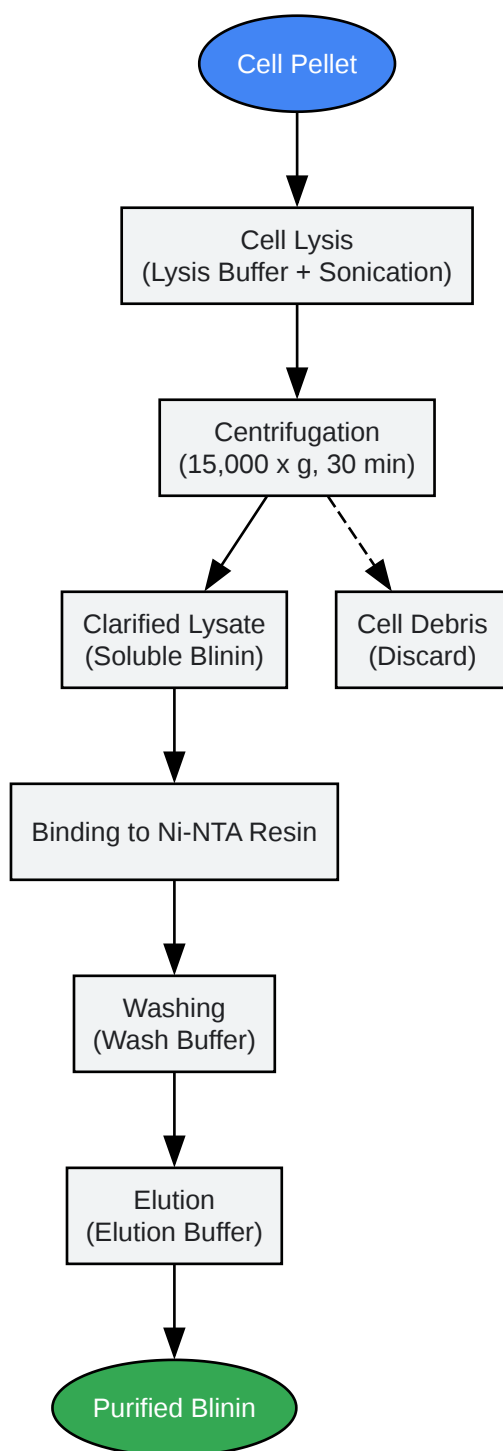 Cell Pellet
Cell Lysis
(Lysis Buffer + Sonication)
Centrifugation
(15,000 x g, 30 min)
Clarified Lysate
(Soluble Blinin)
Cell Debris
(Discard)
Binding to Ni-NTA Resin
Washing
(Wash Buffer)
Elution
(Elution Buffer)
Purified Blinin